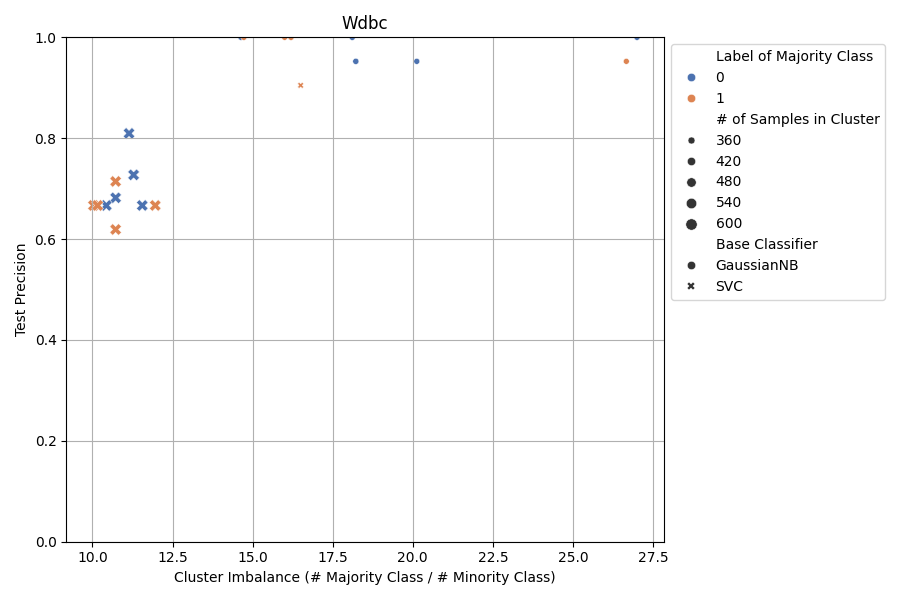 Wdbc
1.0
0.8
0.6
0.4
0.2
0.0
Test Precision
10.0 12.5 15.0 17.5 20.0 22.5 25.0 27.5
Cluster Imbalance (# Majority Class / # Minority Class)
Label of Majority Class
0
1
# of Samples in Cluster
360
420
480
540
600
Base Classifier
GaussianNB
SVC